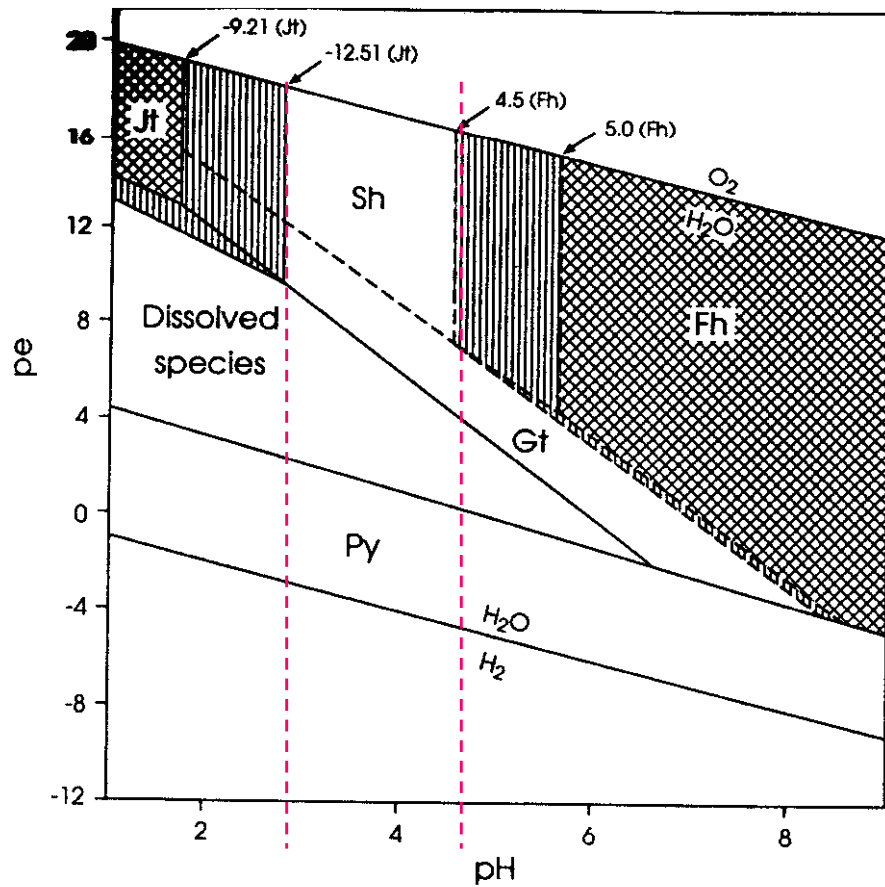 -9.21 (Jt)
-12.51 (Jt)
4.5 (Fh)
5.0 (Fh)
20
16
12
8
4
0
-4
-8
-12
pe
Jt
Sh
O2
H2O
Fh
Dissolved
species
Gt
Py
H2O
H2
2
4
6
8
pH